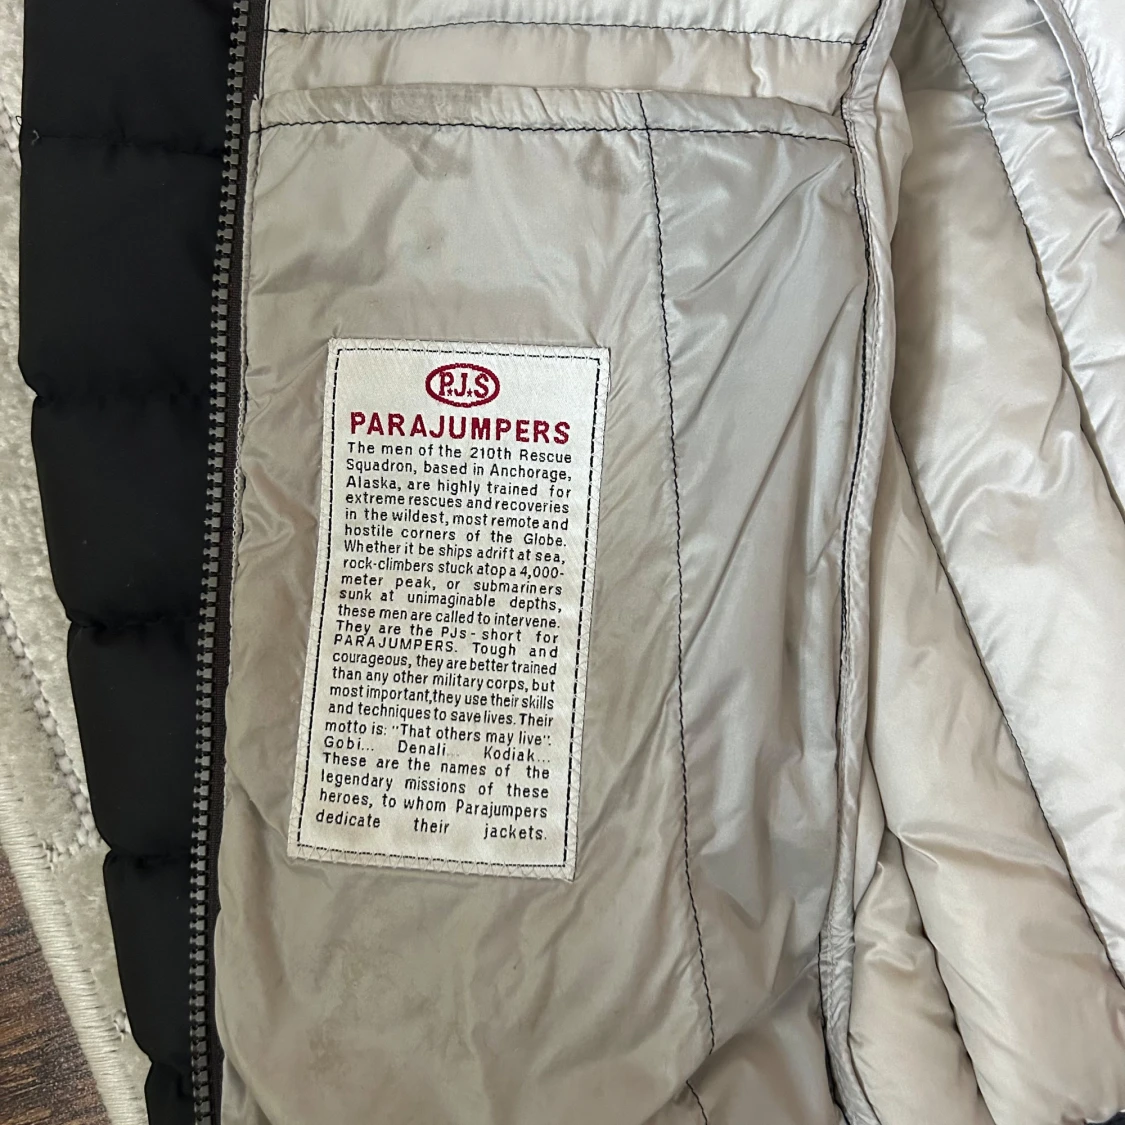 P.J.S
PARAJUMPERS
The men of the 210th Rescue
Squadron, based in Anchorage,
Alaska, are highly trained for
extreme rescues and recoveries
in the wildest, most remote and
hostile corners of the Globe.
Whether it be ships adrift at sea,
rock-climbers stuck atop a 4,000-
meter peak, or submariners
sunk at unimaginable depths,
these men are called to intervene.
They are the PJs - short for
PARAJUMPERS. Tough and
courageous, they are better trained
than any other military corps, but
most important,they use their skills
and techniques to save lives. Their
motto is: "That others may live".
Gobi... Denali... Kodiak...
These are the names of the
legendary missions of these
heroes, to whom Parajumpers
dedicate their jackets.